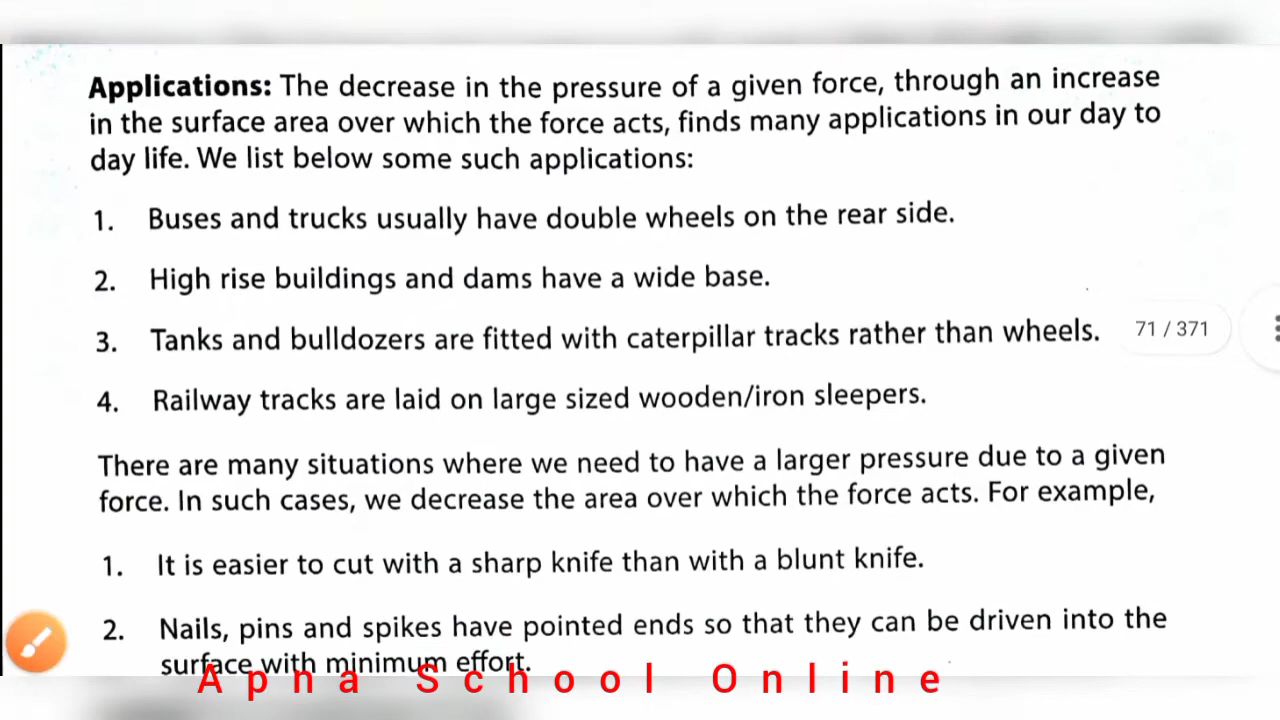 Applications: The decrease in the pressure of a given force, through an increase
in the surface area over which the force acts, finds many applications in our day to
day life. We list below some such applications:
1. Buses and trucks usually have double wheels on the rear side.
2. High rise buildings and dams have a wide base.
3. Tanks and bulldozers are fitted with caterpillar tracks rather than wheels.
71 / 371
4. Railway tracks are laid on large sized wooden/iron sleepers.
There are many situations where we need to have a larger pressure due to a given
force. In such cases, we decrease the area over which the force acts. For example,
1. It is easier to cut with a sharp knife than with a blunt knife.
2. Nails, pins and spikes have pointed ends so that they can be driven into the
surface with minimum effort.
Apna School Online